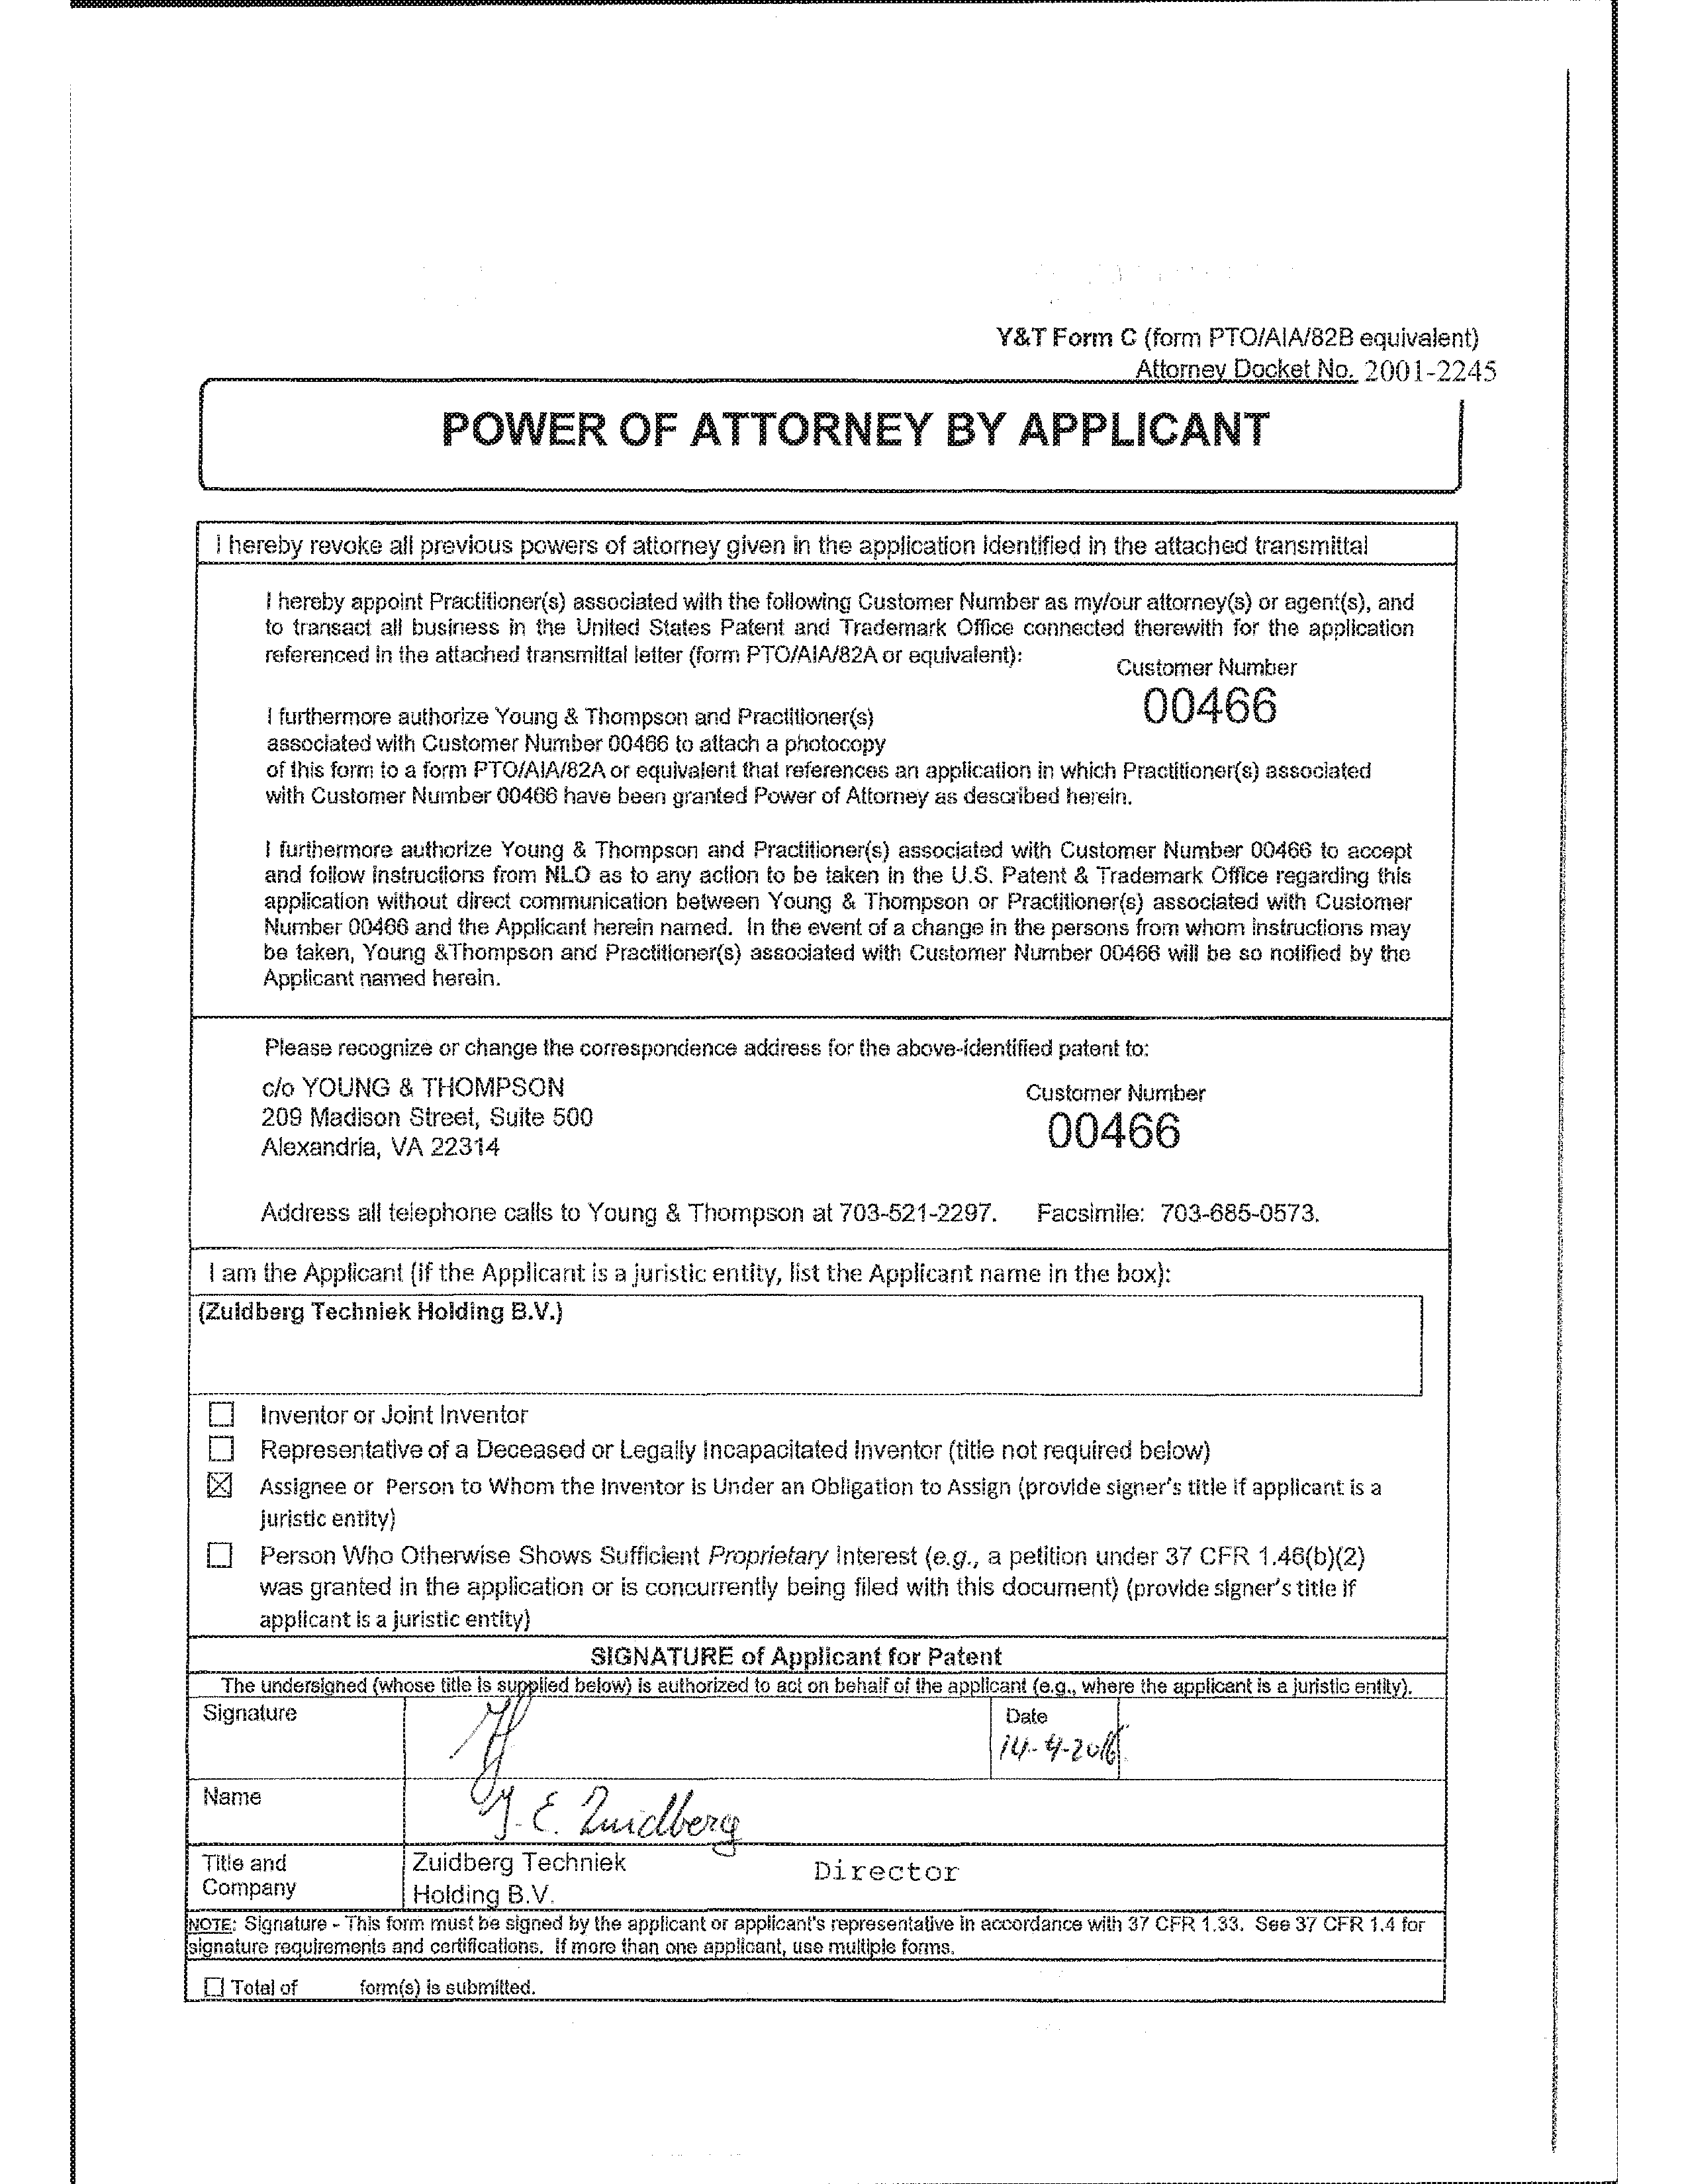 Y&T Form C (form PTO/AIA/82B equivalent)
Attorney Docket No. 2001-2245
POWER OF ATTORNEY BY APPLICANT
I hereby revoke all previous powers of attorney given in the application identified in the attached transmittal
I hereby appoint Practitioner(s) associated with the following Customer Number as my/our attorney(s) or agent(s), and
to transact all business in the United States Patent and Trademark Office connected therewith for the application
referenced in the attached transmittal letter (form PTO/AIA/82A or equivalent):
Customer Number
00466
I furthermore authorize Young & Thompson and Practitioner(s)
associated with Customer Number 00466 to attach a photocopy
of this form to a form PTO/AIA/82A or equivalent that references an application in which Practitioner(s) associated
with Customer Number 00466 have been granted Power of Attorney as described herein.
I furthermore authorize Young & Thompson and Practitioner(s) associated with Customer Number 00466 to accept
and follow instructions from NLO as to any action to be taken in the U.S. Patent & Trademark Office regarding this
application without direct communication between Young & Thompson or Practitioner(s) associated with Customer
Number 00466 and the Applicant herein named. In the event of a change in the persons from whom instructions may
be taken, Young &Thompson and Practitioner(s) associated with Customer Number 00466 will be so notified by the
Applicant named herein.
Please recognize or change the correspondence address for the above-identified patent to:
c/o YOUNG & THOMPSON
209 Madison Street, Suite 500
Alexandria, VA 22314
Customer Number
00466
Address all telephone calls to Young & Thompson at 703-521-2297. Facsimile: 703-685-0573.
I am the Applicant (if the Applicant is a juristic entity, list the Applicant name in the box):
(Zuidberg Techniek Holding B.V.)
☐ Inventor or Joint Inventor
☐ Representative of a Deceased or Legally Incapacitated Inventor (title not required below)
☒ Assignee or Person to Whom the Inventor is Under an Obligation to Assign (provide signer's title if applicant is a
juristic entity)
☐ Person Who Otherwise Shows Sufficient Proprietary Interest (e.g., a petition under 37 CFR 1.46(b)(2)
was granted in the application or is concurrently being filed with this document) (provide signer's title if
applicant is a juristic entity)
SIGNATURE of Applicant for Patent
The undersigned (whose title is supplied below) is authorized to act on behalf of the applicant (e.g., where the applicant is a juristic entity).
Signature
Date
14-4-2016
Name
J.E. Zuidberg
Title and
Company
Zuidberg Techniek
Holding B.V.
Director
NOTE: Signature - This form must be signed by the applicant or applicant's representative in accordance with 37 CFR 1.33. See 37 CFR 1.4 for
signature requirements and certifications. If more than one applicant, use multiple forms.
☐ Total of form(s) is submitted.